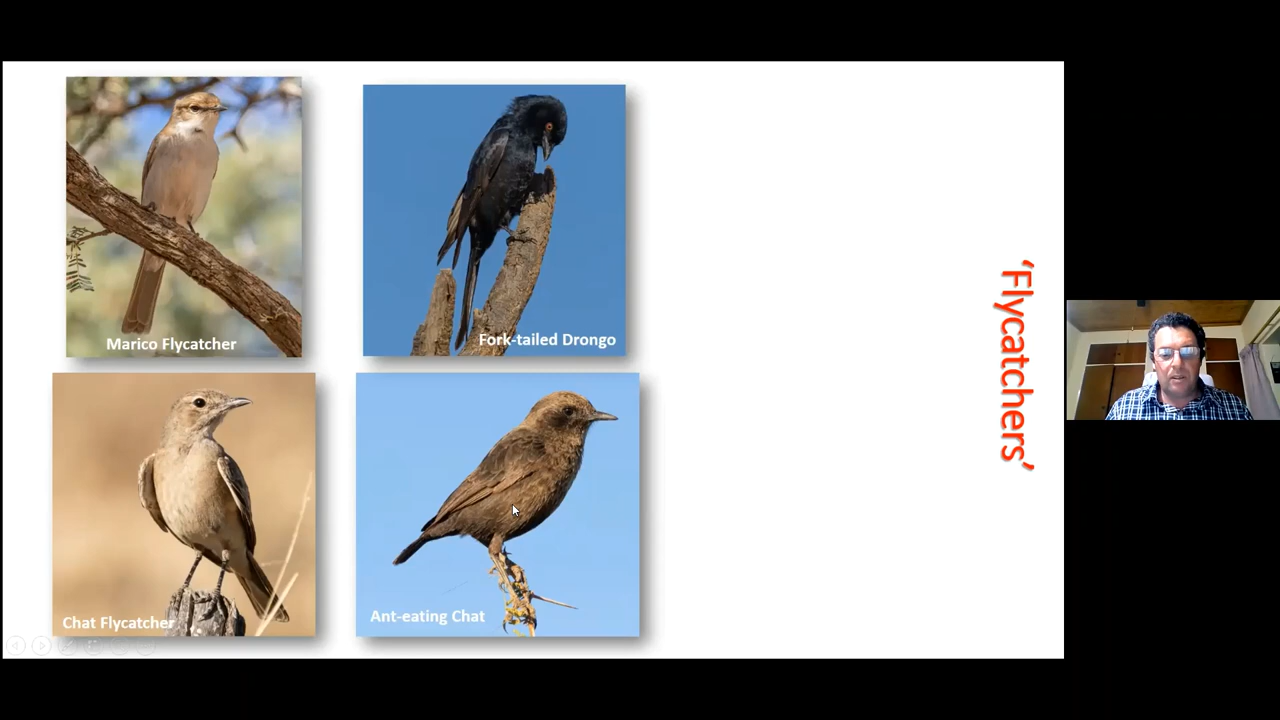 Marico Flycatcher
Fork-tailed Drongo
Chat Flycatcher
Ant-eating Chat
‘Flycatchers’